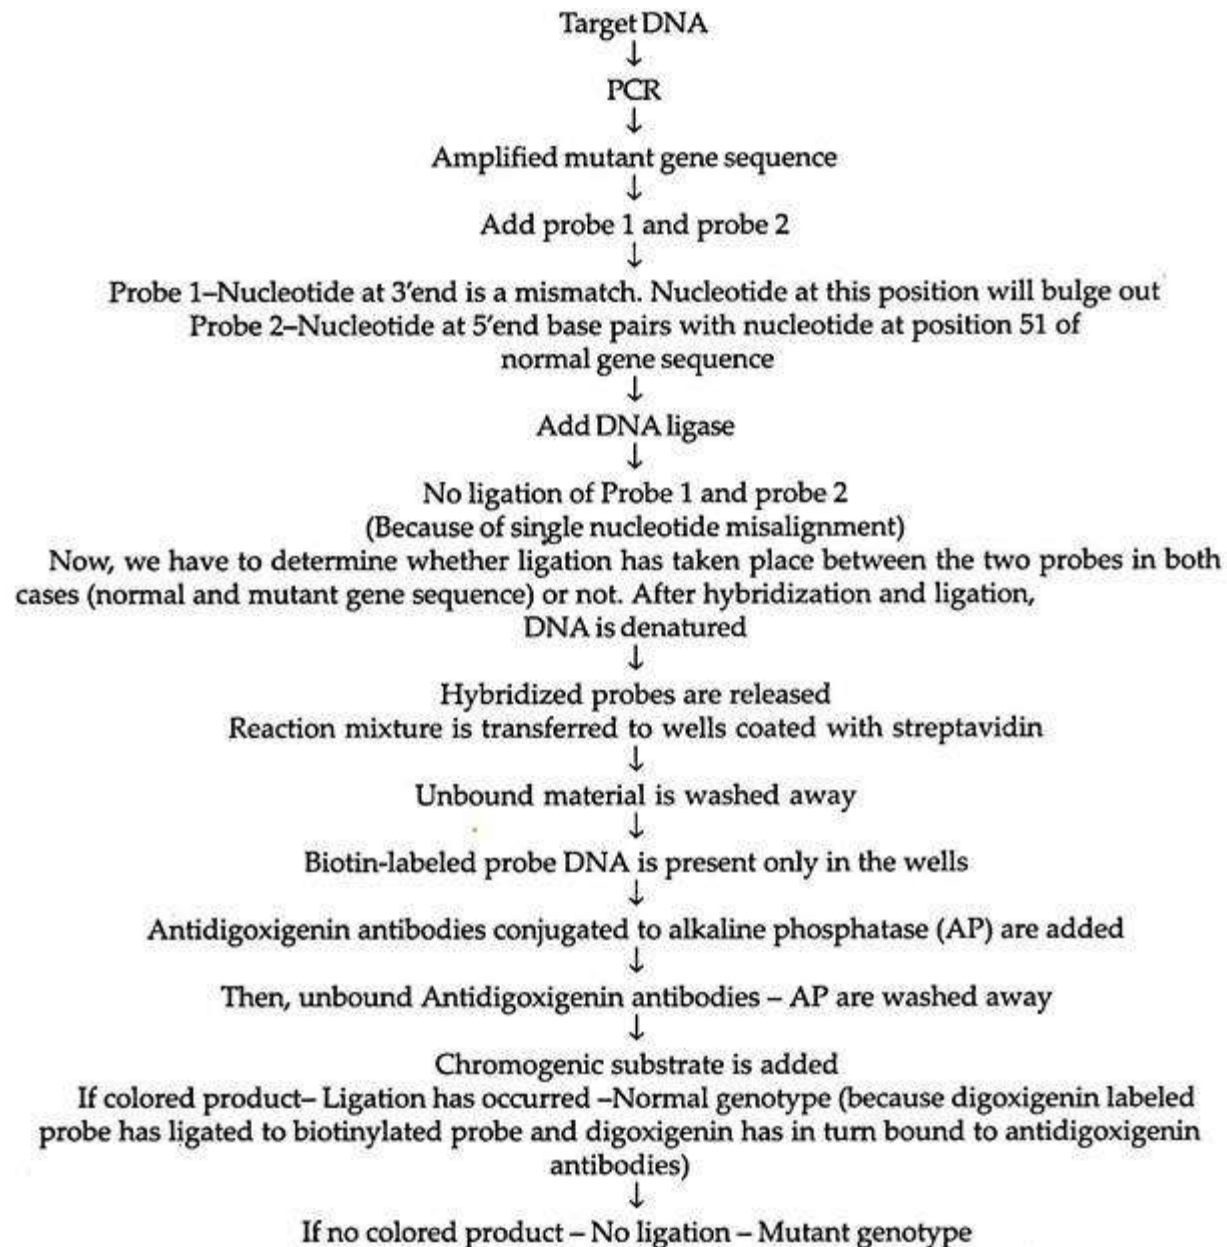 Target DNA
↓
PCR
↓
Amplified mutant gene sequence
↓
Add probe 1 and probe 2
↓
Probe 1–Nucleotide at 3'end is a mismatch. Nucleotide at this position will bulge out
Probe 2–Nucleotide at 5'end base pairs with nucleotide at position 51 of
normal gene sequence
↓
Add DNA ligase
↓
No ligation of Probe 1 and probe 2
(Because of single nucleotide misalignment)
Now, we have to determine whether ligation has taken place between the two probes in both
cases (normal and mutant gene sequence) or not. After hybridization and ligation,
DNA is denatured
↓
Hybridized probes are released
Reaction mixture is transferred to wells coated with streptavidin
↓
Unbound material is washed away
↓
Biotin-labeled probe DNA is present only in the wells
↓
Antidigoxigenin antibodies conjugated to alkaline phosphatase (AP) are added
↓
Then, unbound Antidigoxigenin antibodies – AP are washed away
↓
Chromogenic substrate is added
If colored product– Ligation has occurred –Normal genotype (because digoxigenin labeled
probe has ligated to biotinylated probe and digoxigenin has in turn bound to antidigoxigenin
antibodies)
↓
If no colored product – No ligation – Mutant genotype